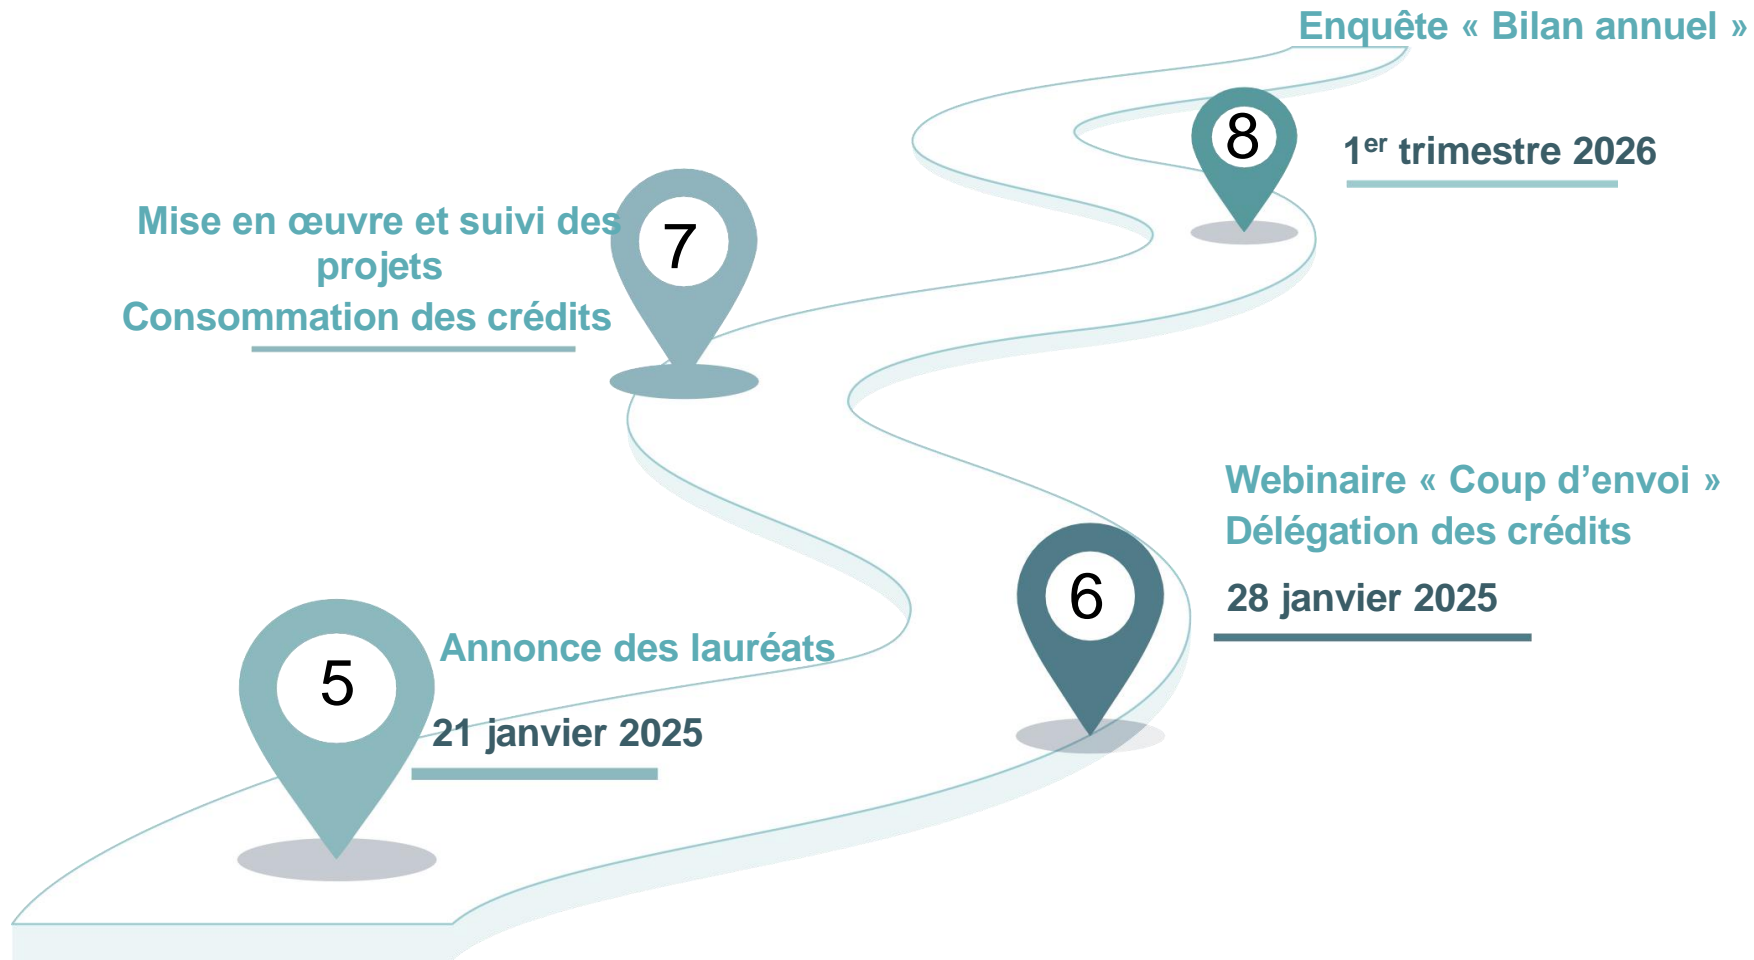 Enquête « Bilan annuel »
8
1er trimestre 2026
7
Mise en œuvre et suivi des
projets
Consommation des crédits
Webinaire « Coup d’envoi »
Délégation des crédits
6
28 janvier 2025
5
Annonce des lauréats
21 janvier 2025